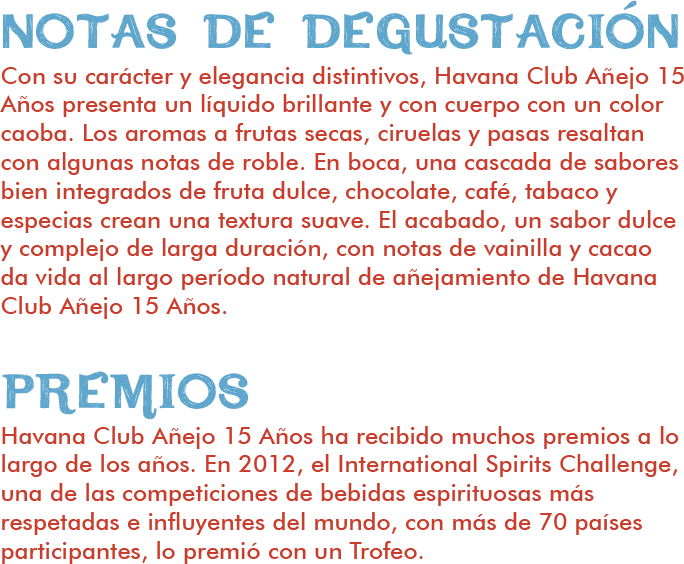 NOTAS DE DEGUSTACIÓN
Con su carácter y elegancia distintivos, Havana Club Añejo 15
Años presenta un líquido brillante y con cuerpo con un color
caoba. Los aromas a frutas secas, ciruelas y pasas resaltan
con algunas notas de roble. En boca, una cascada de sabores
bien integrados de fruta dulce, chocolate, café, tabaco y
especias crean una textura suave. El acabado, un sabor dulce
y complejo de larga duración, con notas de vainilla y cacao
da vida al largo período natural de añejamiento de Havana
Club Añejo 15 Años.
PREMIOS
Havana Club Añejo 15 Años ha recibido muchos premios a lo
largo de los años. En 2012, el International Spirits Challenge,
una de las competiciones de bebidas espirituosas más
respetadas e influyentes del mundo, con más de 70 países
participantes, lo premió con un Trofeo.